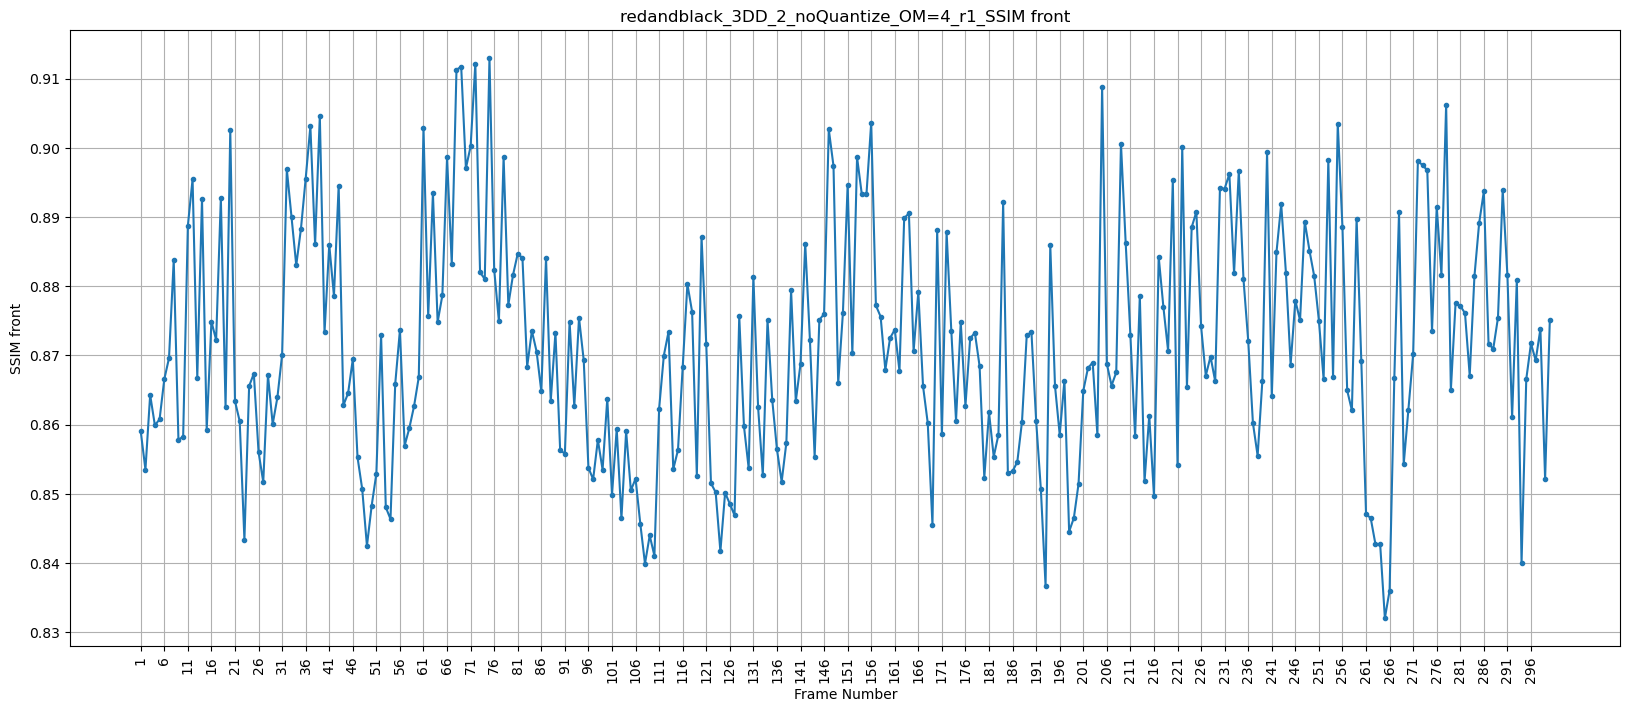 redandblack_3DD_2_noQuantize_OM=4_r1_SSIM front
SSIM front
0.91
0.90
0.89
0.88
0.87
0.86
0.85
0.84
0.83
1 6 11 16 21 26 31 36 41 46 51 56 61 66 71 76 81 86 91 96 101 106 111 116 121 126 131 136 141 146 151 156 161 166 171 176 181 186 191 196 201 206 211 216 221 226 231 236 241 246 251 256 261 266 271 276 281 286 291 296
Frame Number